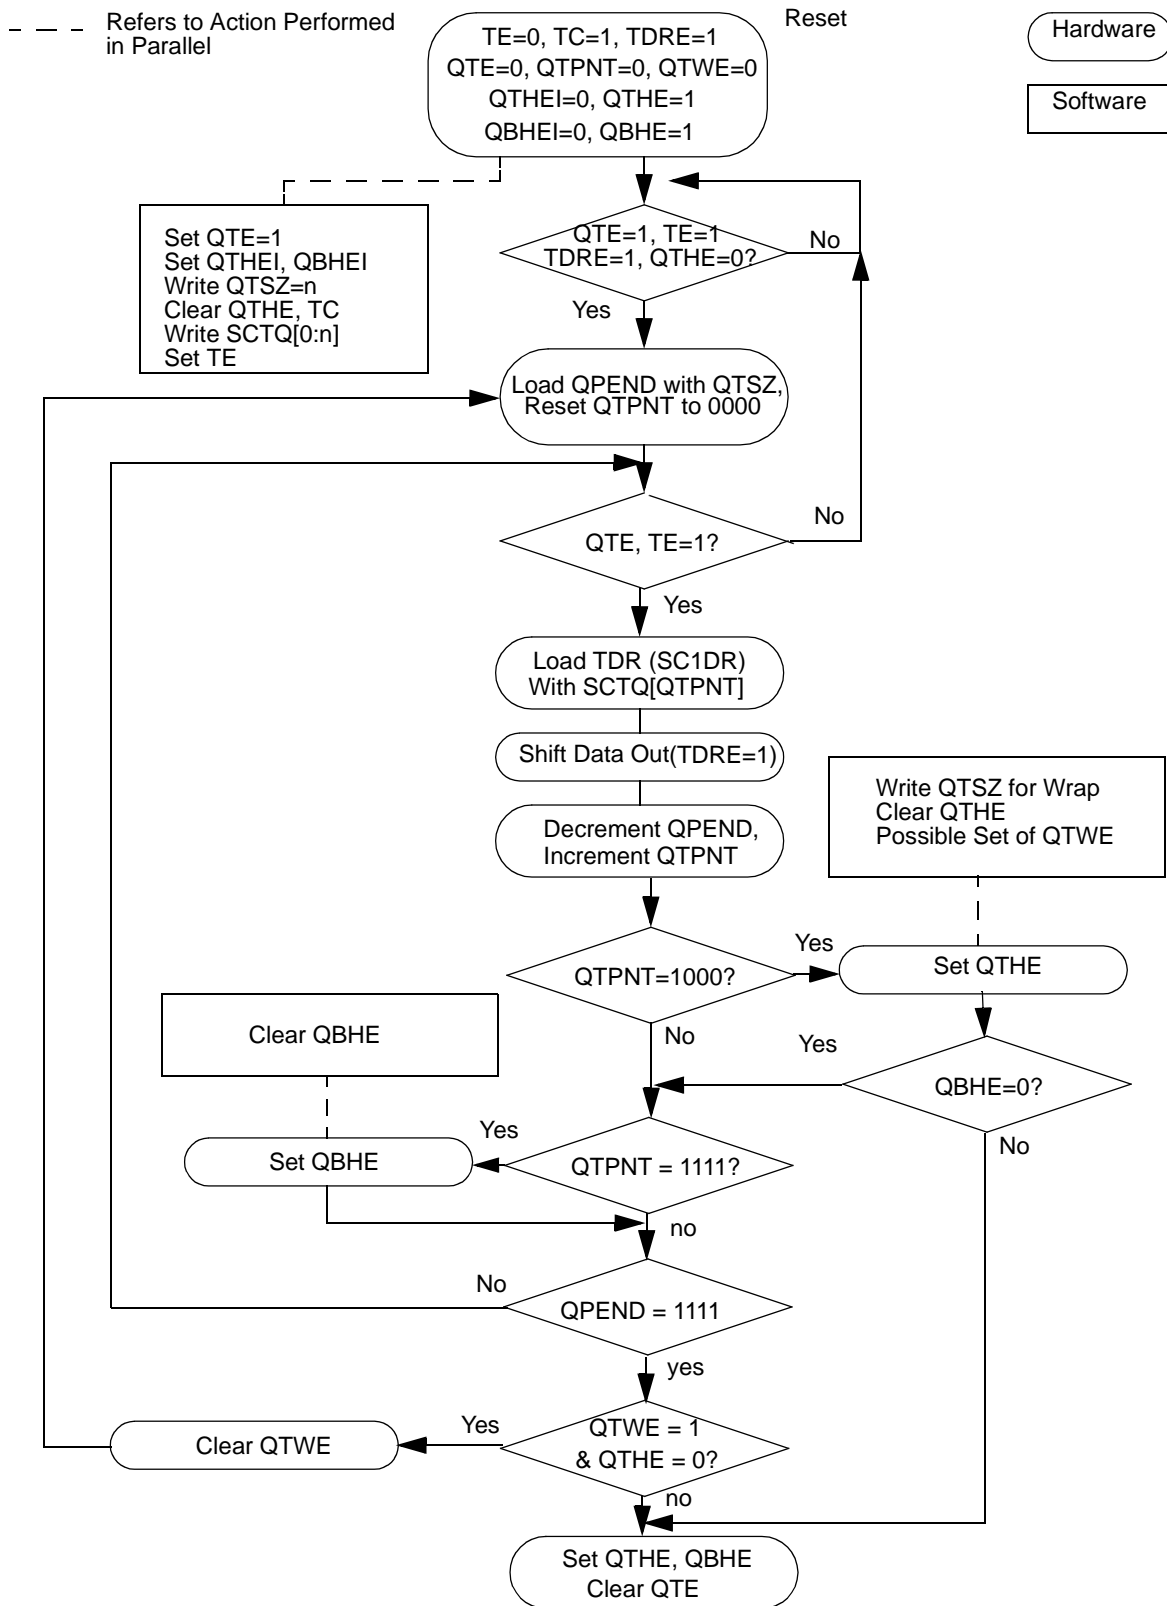 Refers to Action Performed
in Parallel
Reset
Hardware
Software
TE=0, TC=1, TDRE=1
QTE=0, QTPNT=0, QTWE=0
QTHEI=0, QTHE=1
QBHEI=0, QBHE=1
Set QTE=1
Set QTHEI, QBHEI
Write QTSZ=n
Clear QTHE, TC
Write SCTQ[0:n]
Set TE
QTE=1, TE=1
TDRE=1, QTHE=0?
No
Yes
Load QPEND with QTSZ,
Reset QTPNT to 0000
QTE, TE=1?
No
Yes
Load TDR (SC1DR)
With SCTQ[QTPNT]
Shift Data Out(TDRE=1)
Decrement QPEND,
Increment QTPNT
Write QTSZ for Wrap
Clear QTHE
Possible Set of QTWE
QTPNT=1000?
Yes
Set QTHE
No
Clear QBHE
Yes
QBHE=0?
No
Yes
Set QBHE
QTPNT = 1111?
no
No
QPEND = 1111
yes
Yes
Clear QTWE
QTWE = 1
& QTHE = 0?
no
Set QTHE, QBHE
Clear QTE